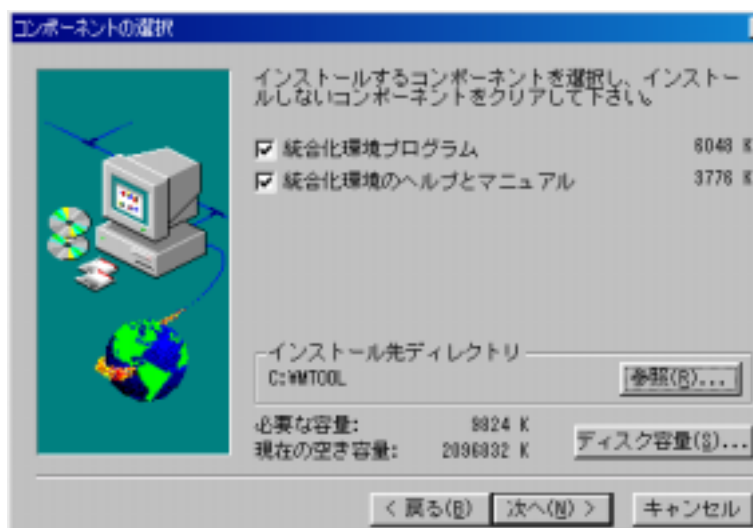 コンポーネントの選択
インストールするコンポーネントを選択し、インストー
ルしないコンポーネントをクリアして下さい。
統合化環境プログラム 6048 K
統合化環境のヘルプとマニュアル 3776 K
インストール先ディレクトリ
C:¥MTOOL
参照(R)...
必要な容量: 9824 K
現在の空き容量: 2096832 K
ディスク容量(S)...
< 戻る(B) 次へ(N) > キャンセル